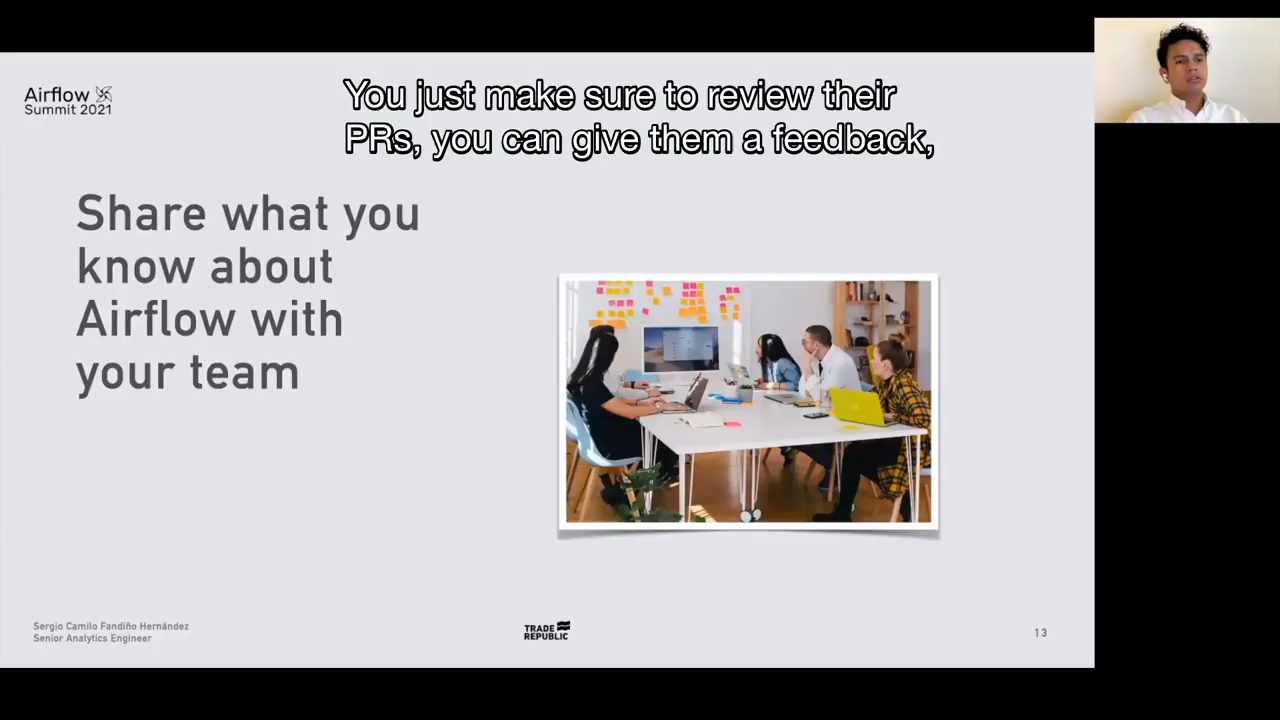 Airflow
Summit 2021
You just make sure to review their
PRs, you can give them a feedback,
Share what you
know about
Airflow with
your team
Sergio Camilo Fandiño Hernández
Senior Analytics Engineer
TRADE
REPUBLIC
13